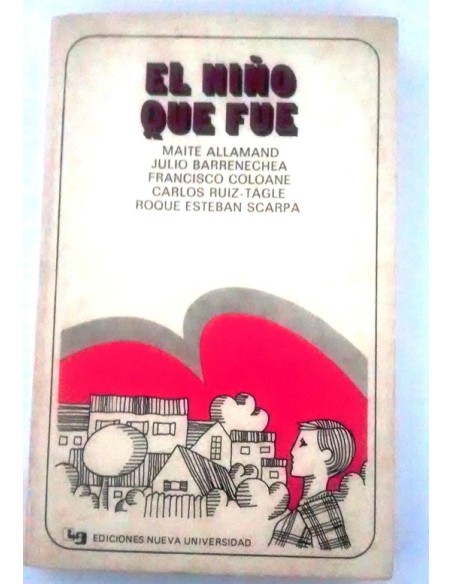 EL NIÑO
QUE FUE
MAITE ALLAMAND
JULIO BARRENECHEA
FRANCISCO COLOANE
CARLOS RUIZ-TAGLE
ROQUE ESTEBAN SCARPA
EDICIONES NUEVA UNIVERSIDAD